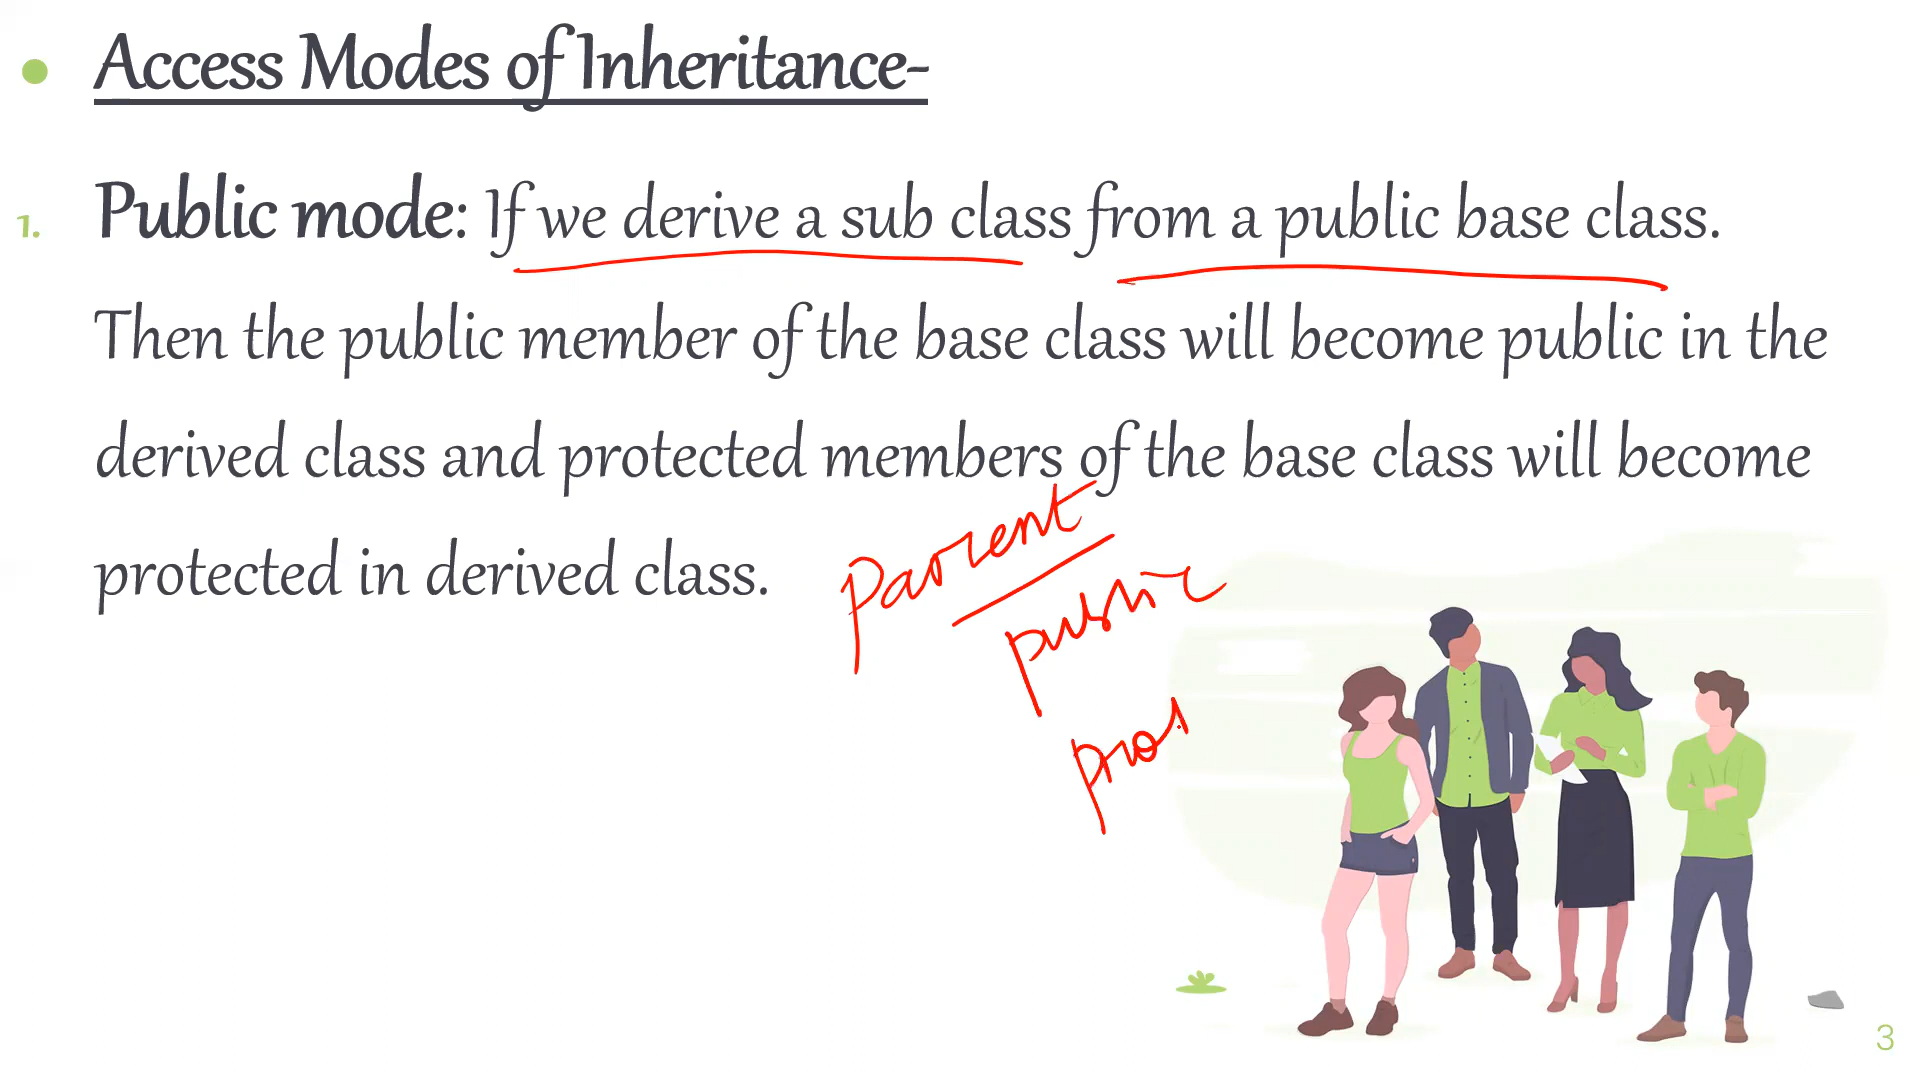 Access Modes of Inheritance-
1. Public mode: If we derive a sub class from a public base class.
Then the public member of the base class will become public in the
derived class and protected members of the base class will become
protected in derived class.
Parent
public
pro
3